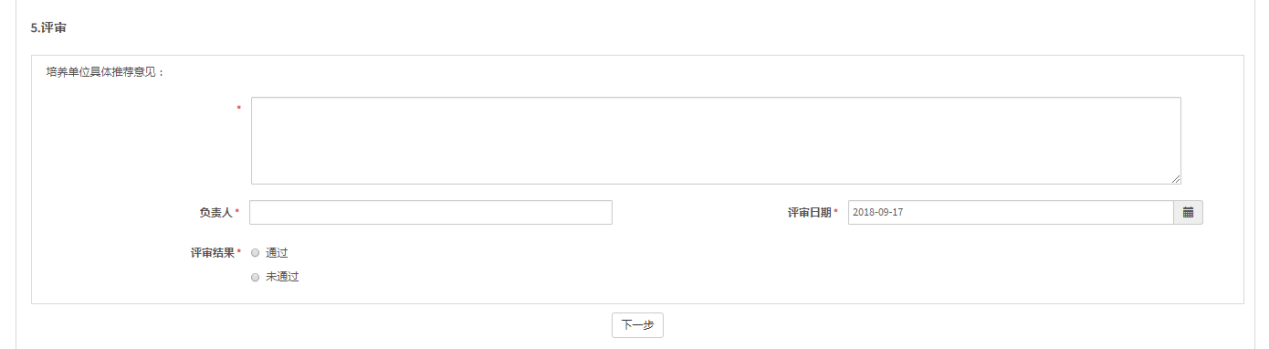 5.评审
培养单位具体推荐意见：
*
负责人*
评审日期* 2018-09-17
评审结果* 通过
未通过
下一步